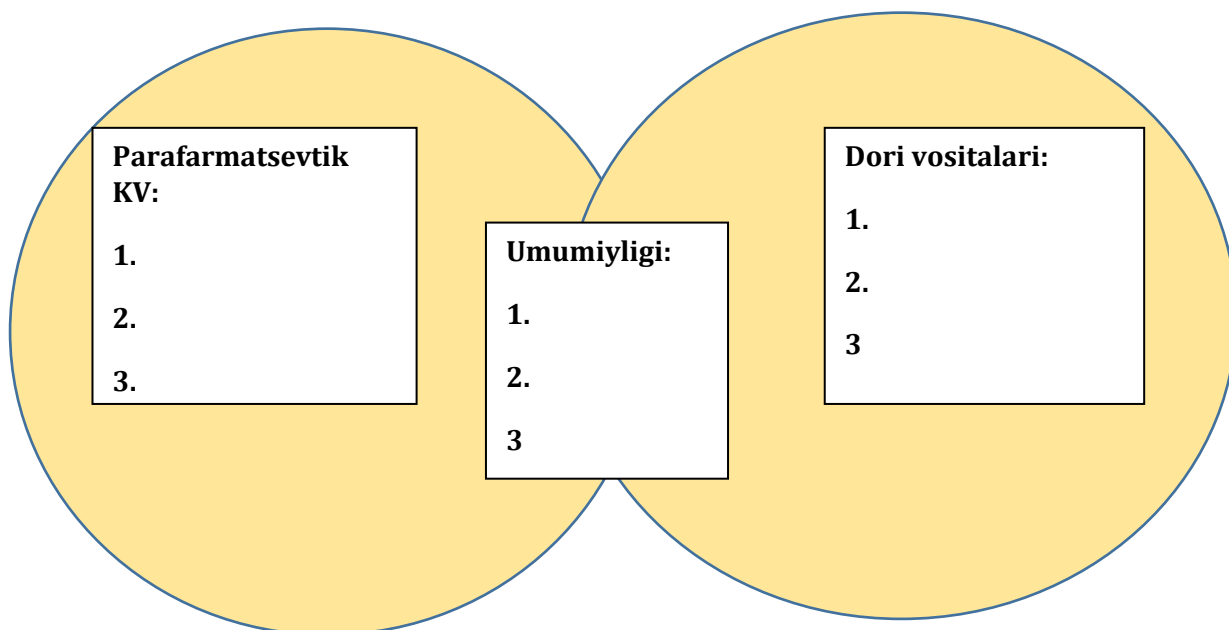 Parafarmatsevtik
KV:
1.
2.
3.
Umumiyligi:
1.
2.
3
Dori vositalari:
1.
2.
3